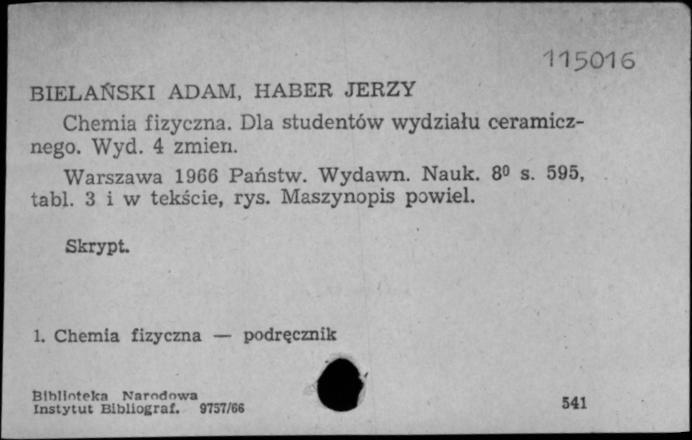 115016
BIELAŃSKI ADAM, HABER JERZY
Chemia fizyczna. Dla studentów wydziału ceramicz-
nego. Wyd. 4 zmien.
Warszawa 1966 Państw. Wydawn. Nauk. 8⁰ s. 595,
tabl. 3 i w tekście, rys. Maszynopis powiel.
Skrypt.
1. Chemia fizyczna — podręcznik
Biblioteka Narodowa
Instytut Bibliograf. 9757/66
541